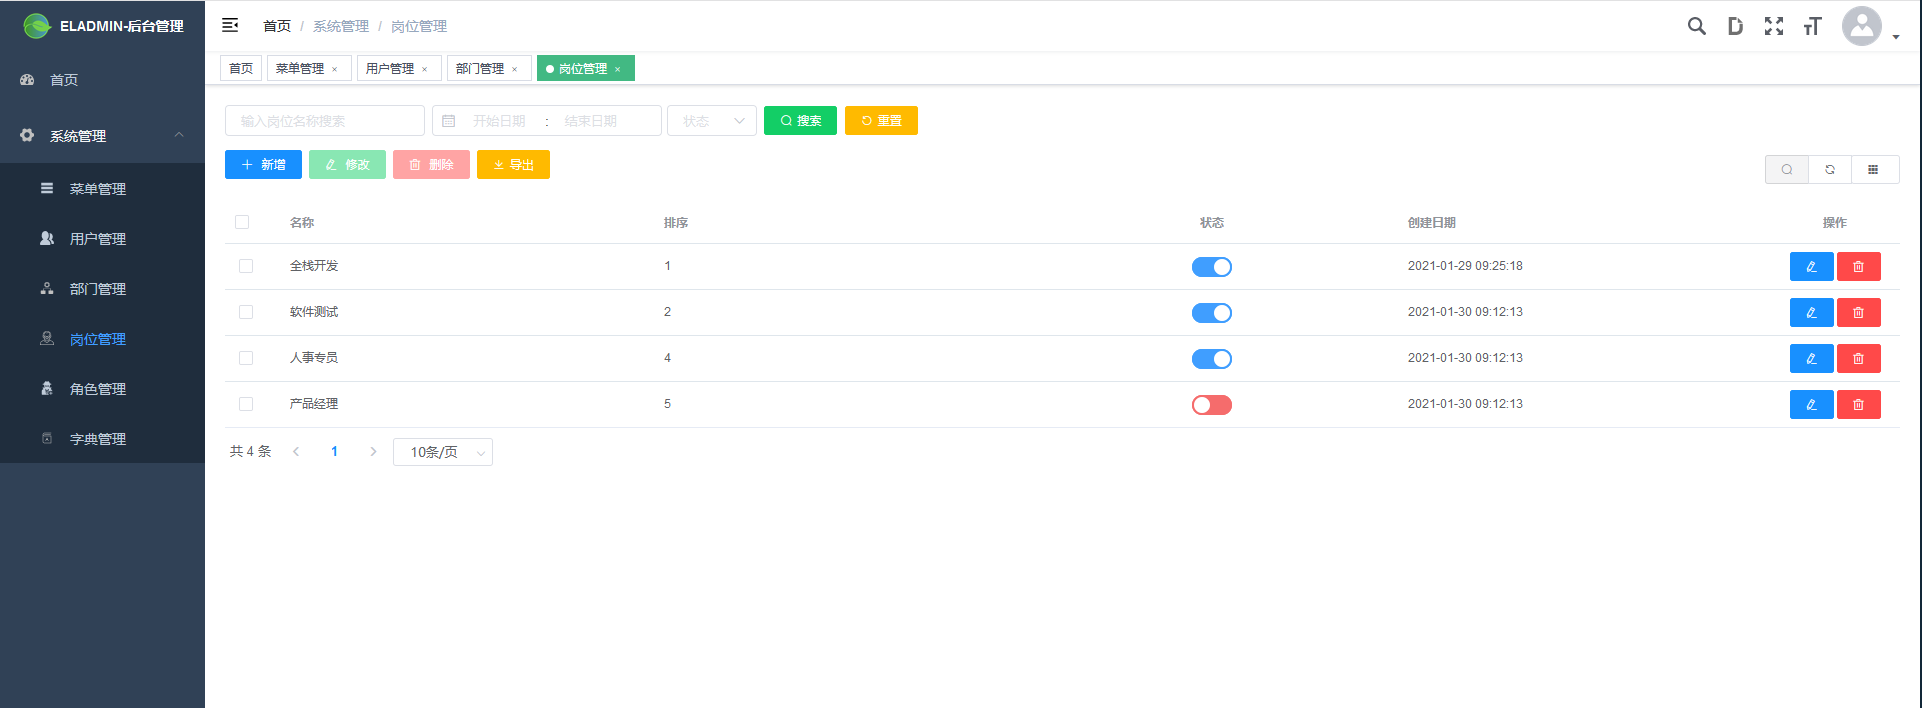 ELADMIN-后台管理
首页
系统管理
菜单管理
用户管理
部门管理
岗位管理
角色管理
字典管理
首页 / 系统管理 / 岗位管理
首页 菜单管理 × 用户管理 × 部门管理 × 岗位管理 ×
输入岗位名称搜索 开始日期 : 结束日期 状态 搜索 重置
新增 修改 删除 导出
名称 排序 状态 创建日期 操作
全栈开发 1 2021-01-29 09:25:18
软件测试 2 2021-01-30 09:12:13
人事专员 4 2021-01-30 09:12:13
产品经理 5 2021-01-30 09:12:13
共 4 条 1 10条/页